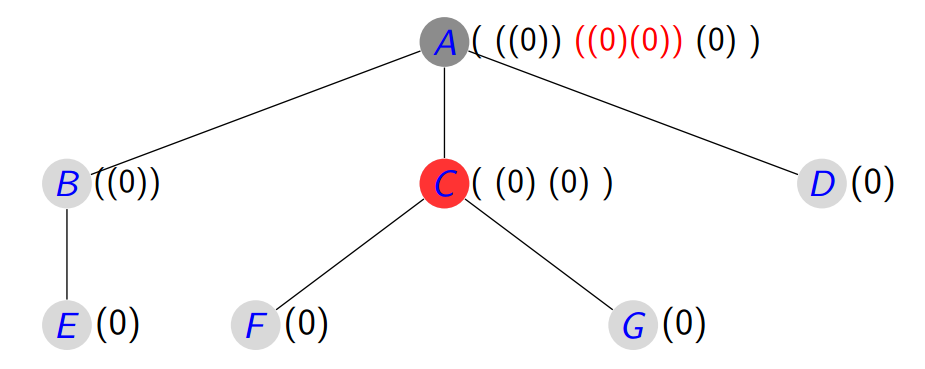 A ( ((0)) ((0)(0)) (0) )
B ((0)) C ( (0) (0) ) D (0)
E (0) F (0) G (0)